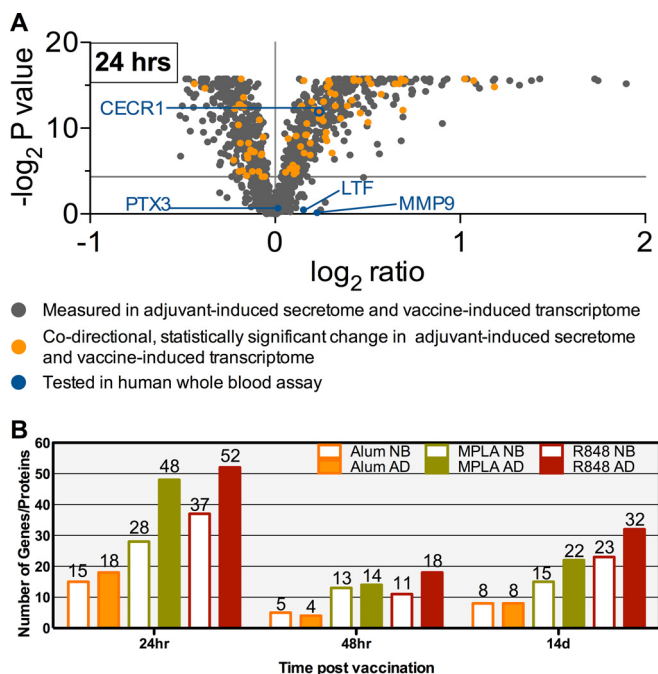 A
24 hrs
20
10
0
-log2 P value
CECR1
PTX3
LTF
MMP9
-1
0
1
2
log2 ratio
Measured in adjuvant-induced secretome and vaccine-induced transcriptome
Co-directional, statistically significant change in adjuvant-induced secretome
and vaccine-induced transcriptome
Tested in human whole blood assay
B
Number of Genes/Proteins
60
50
40
30
20
10
0
Alum NB
MPLA NB
R848 NB
Alum AD
MPLA AD
R848 AD
15
18
28
48
37
52
5
4
13
14
11
18
8
8
15
22
23
32
24hr
48hr
14d
Time post vaccination